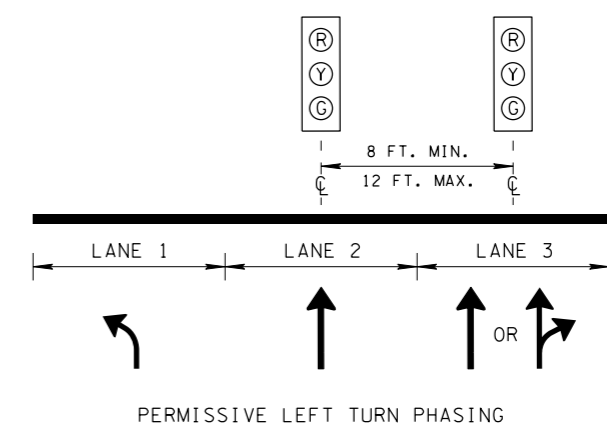 R R
Y Y
G G
8 FT. MIN.
℄ 12 FT. MAX. ℄
LANE 1 LANE 2 LANE 3
OR
PERMISSIVE LEFT TURN PHASING